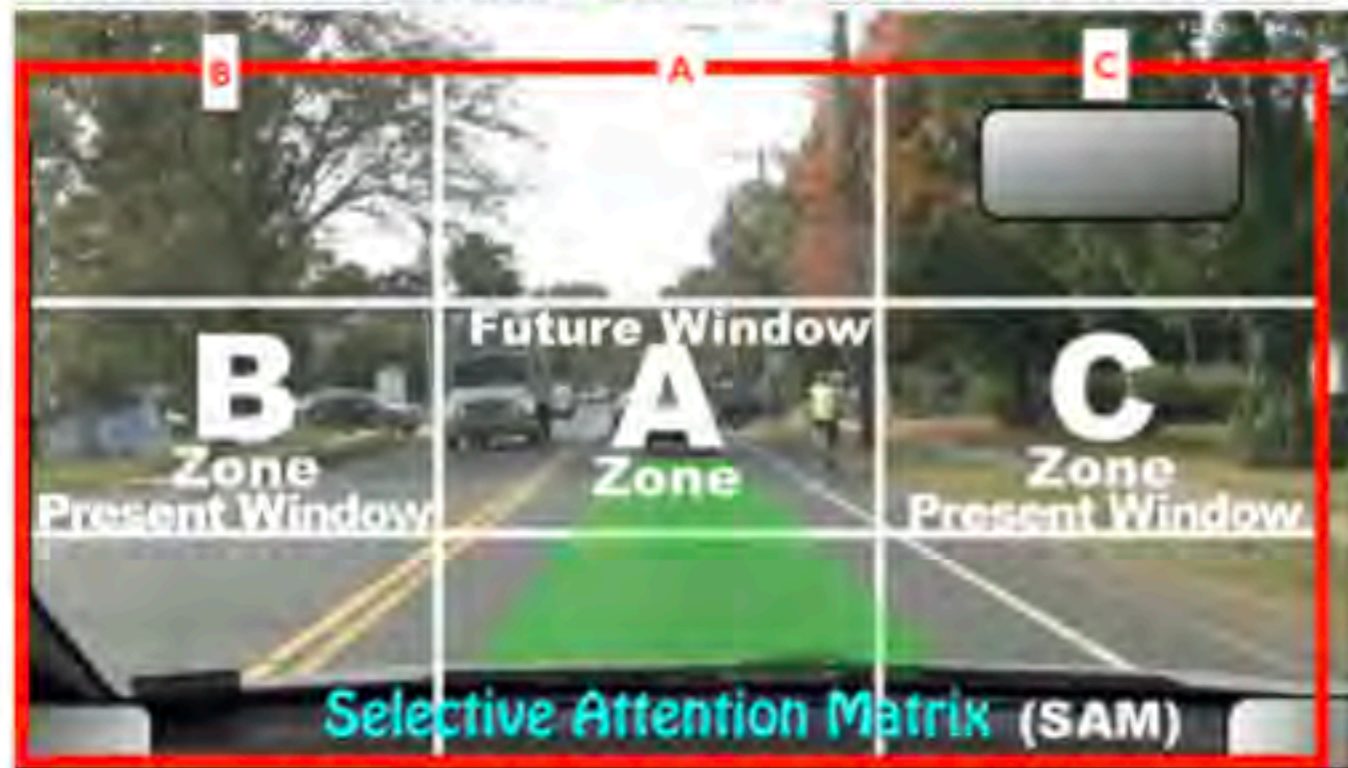 B A C
Future Window
B A C
Zone Zone Zone
Present Window Present Window
Selective Attention Matrix (SAM)